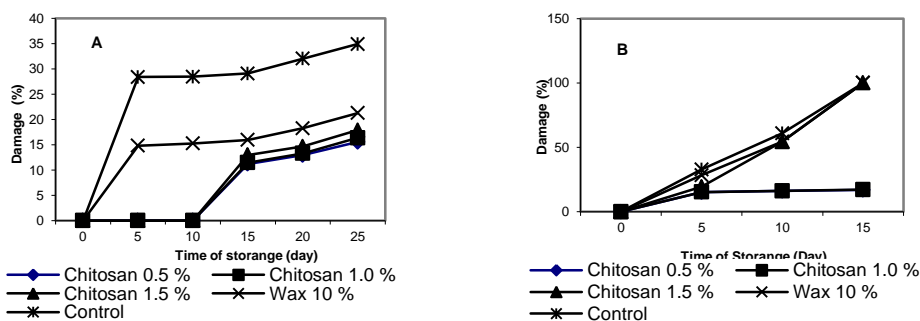 A
Damage (%)
40
35
30
25
20
15
10
5
0
0 5 10 15 20 25
Time of storange (day)
Chitosan 0.5 % Chitosan 1.0 %
Chitosan 1.5 % Wax 10 %
Control
B
Damage (%)
150
100
50
0
0 5 10 15
Time of Storange (Day)
Chitosan 0.5 % Chitosan 1.0 %
Chitosan 1.5 % Wax 10 %
Control